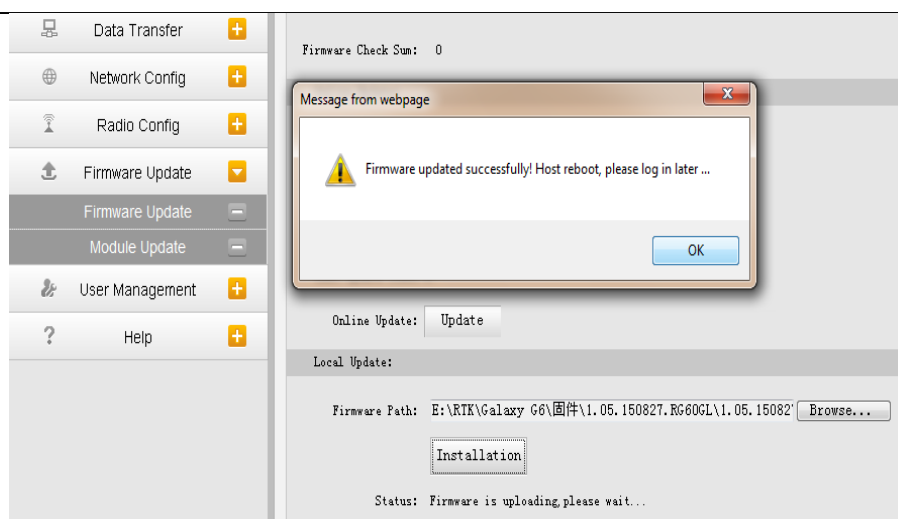 Data Transfer
Network Config
Radio Config
Firmware Update
Firmware Update
Module Update
User Management
? Help
Firmware Check Sum: 0
Message from webpage
Firmware updated successfully! Host reboot, please log in later ...
OK
Online Update: Update
Local Update:
Firmware Path: E:\RTK\Galaxy G6\固件\1.05.150827.RG60GL\1.05.15082 Browse...
Installation
Status: Firmware is uploading,please wait...